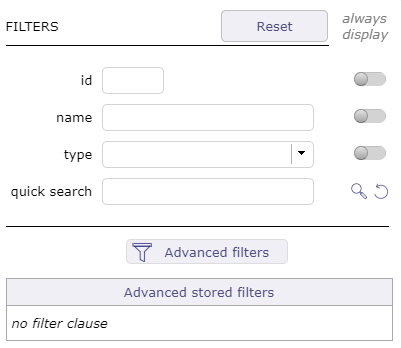 FILTERS
Reset
always
display
id
name
type
quick search
Advanced filters
Advanced stored filters
no filter clause